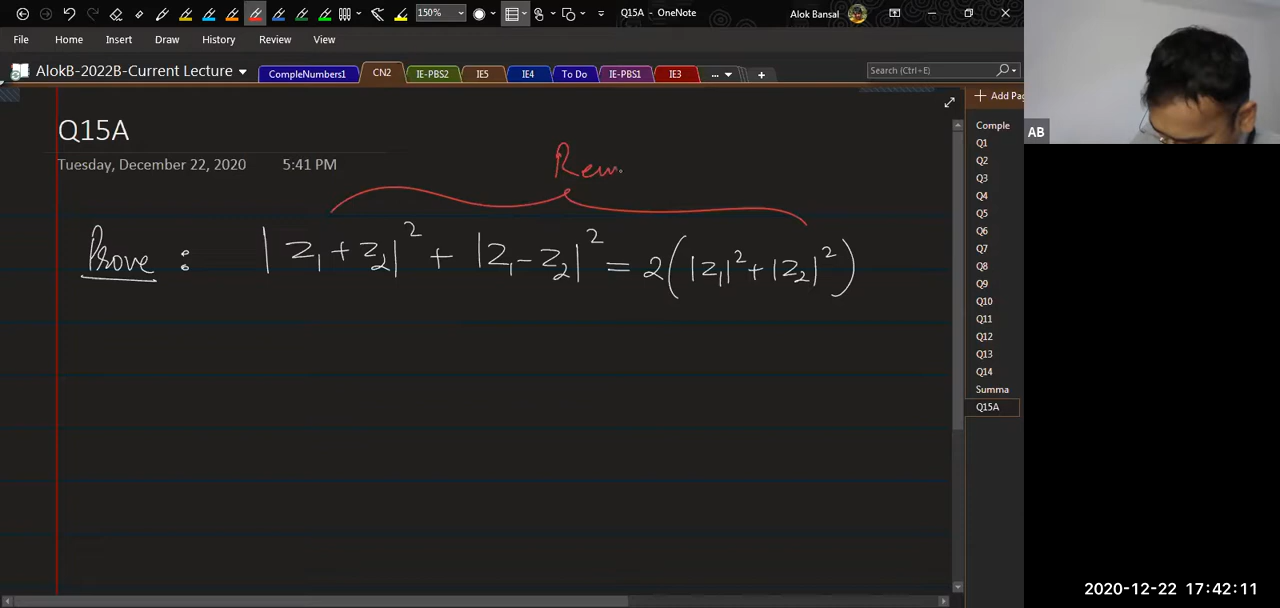 Q15A - OneNote
Alok Bansal
150%
File Home Insert Draw History Review View
AlokB-2022B-Current Lecture
CompleNumbers1 CN2 IE-PBS2 IE5 IE4 To Do IE-PBS1 IE3 ...
Search (Ctrl+E)
Add Pag
Q15A
Tuesday, December 22, 2020 5:41 PM
Rem
Prove : |z₁+z₂|² + |z₁-z₂|² = 2(|z₁|²+|z₂|²)
Comple
Q1
Q2
Q3
Q4
Q5
Q6
Q7
Q8
Q9
Q10
Q11
Q12
Q13
Q14
Summa
Q15A
AB
2020-12-22 17:42:11